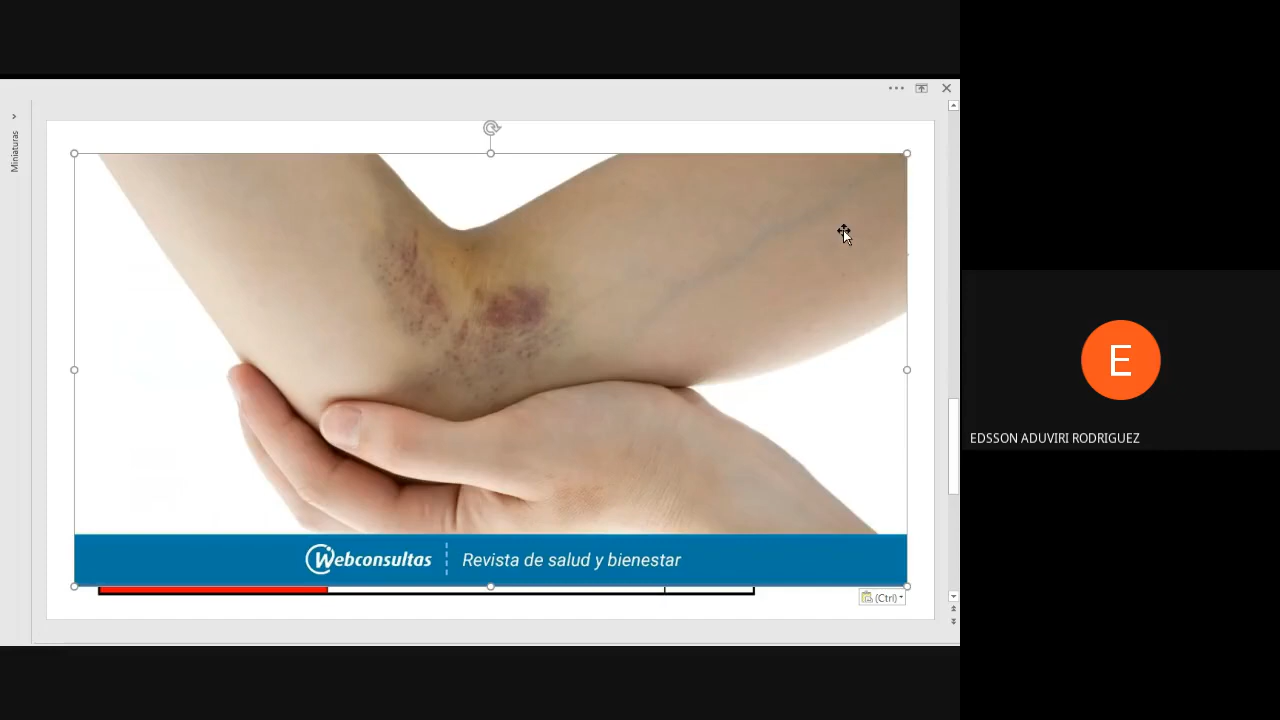 Miniaturas
Webconsultas
Revista de salud y bienestar
(Ctrl)
E
EDSSON ADUVIRI RODRIGUEZ